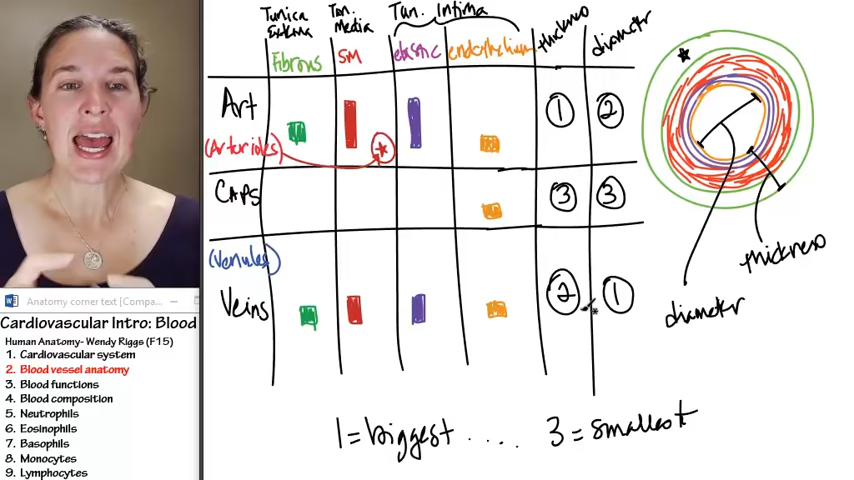 Tunica Externa
Tun. Media
Tun. Intima
fibrous
SM
elastic
endothelium
thickness
diameter
Art
1
2
(Arterioles)
CAPS
3
3
(Venules)
Veins
2
1
thickness
diameter
1 = biggest ..... 3 = smallest
Anatomy corner text [Compa...
Cardiovascular Intro: Blood
Human Anatomy- Wendy Riggs (F15)
1. Cardiovascular system
2. Blood vessel anatomy
3. Blood functions
4. Blood composition
5. Neutrophils
6. Eosinophils
7. Basophils
8. Monocytes
9. Lymphocytes